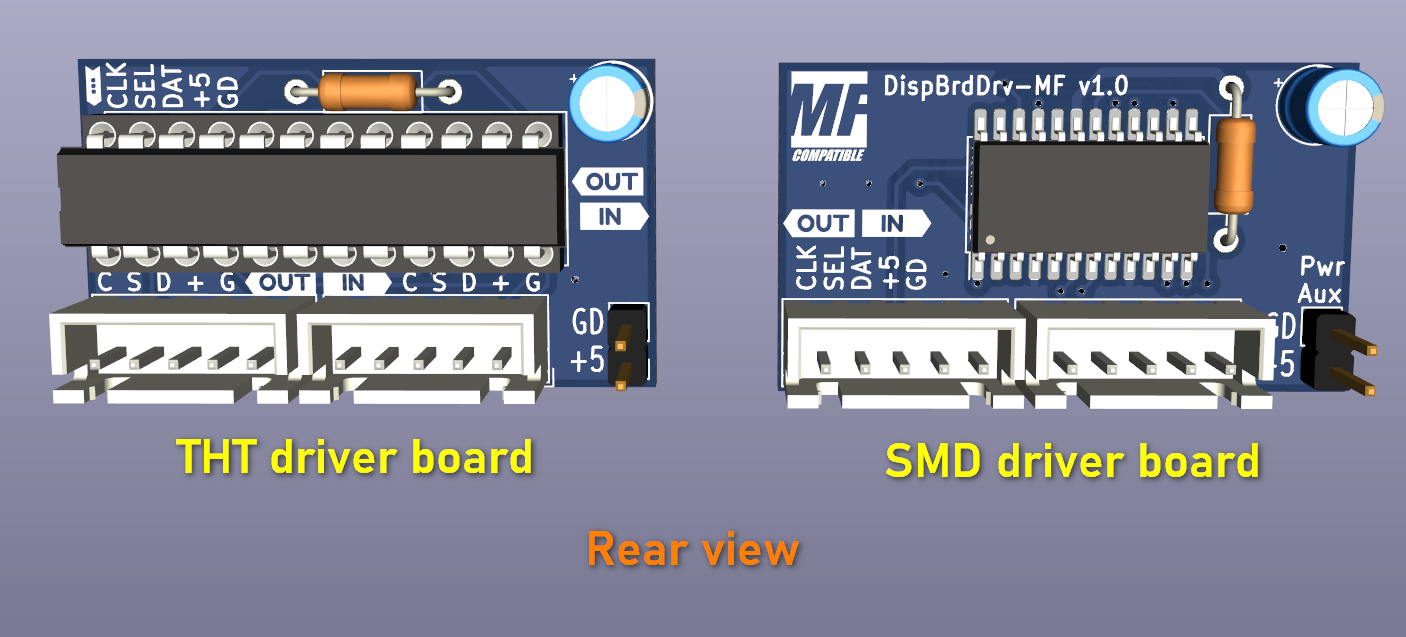 CLK
SEL
DAT
+5
GD
+
OUT
IN
C S D + G OUT IN C S D + G
GD
+5
MF
COMPATIBLE
DispBrdDrv-MF v1.0
+
OUT IN
CLK
SEL
DAT
+5
GD
Pwr
Aux
GD
+5
THT driver board
SMD driver board
Rear view